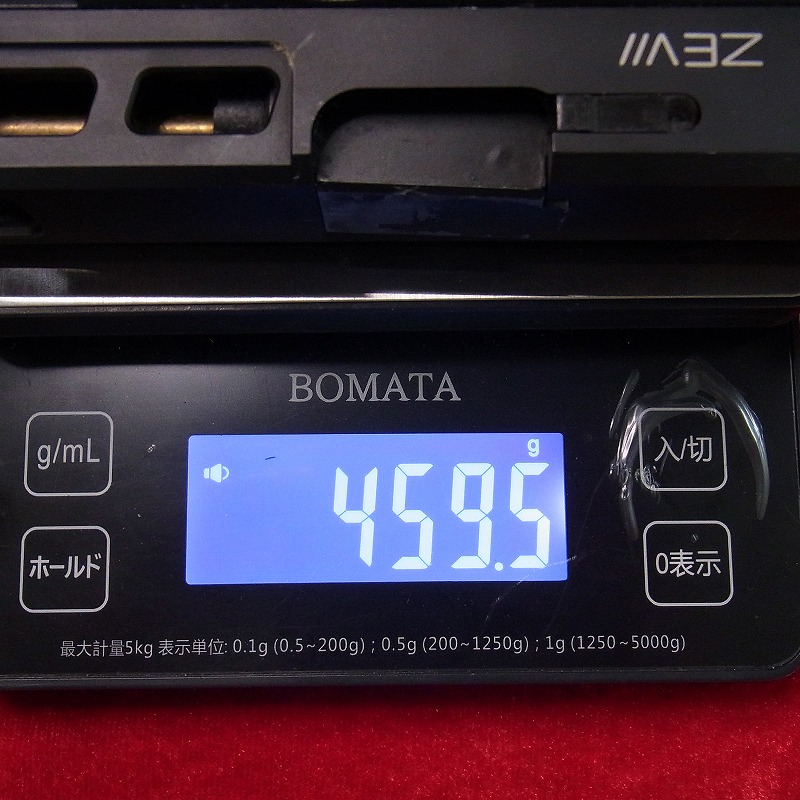 ZEV
BOMATA
g/mL
g
459.5
入/切
ホールド
0表示
最大計量5kg 表示単位: 0.1g (0.5~200g) ; 0.5g (200~1250g) ; 1g (1250~5000g)